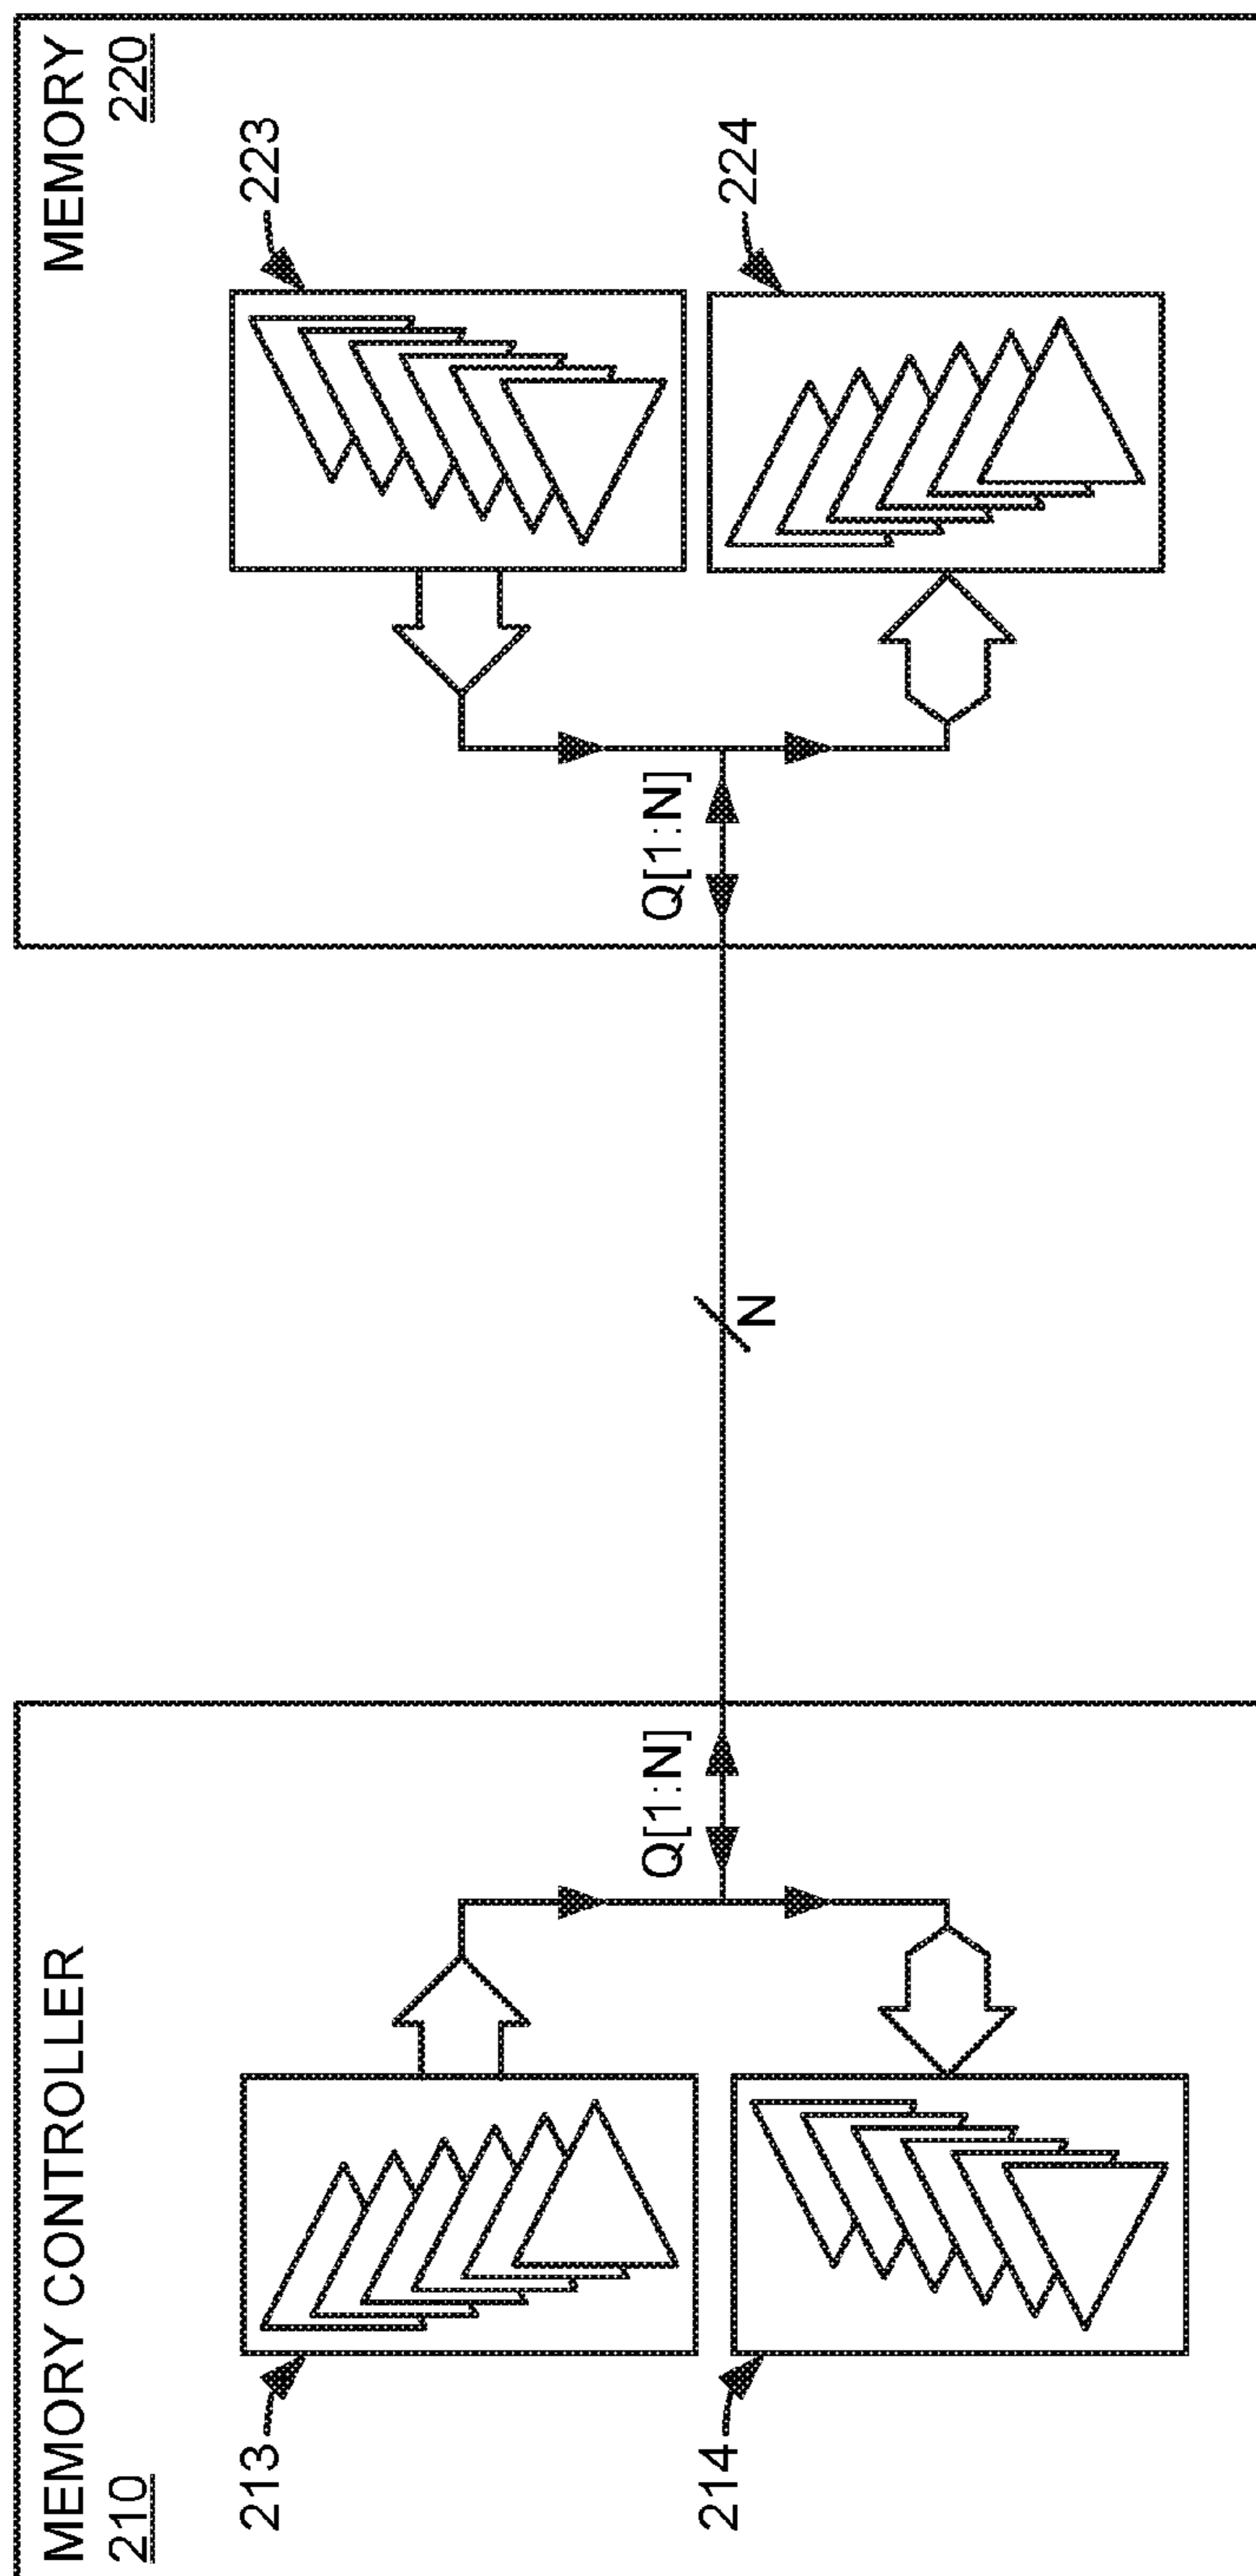 MEMORY CONTROLLER
210
MEMORY
220
213
223
Q[1:N]
Q[1:N]
N
214
224